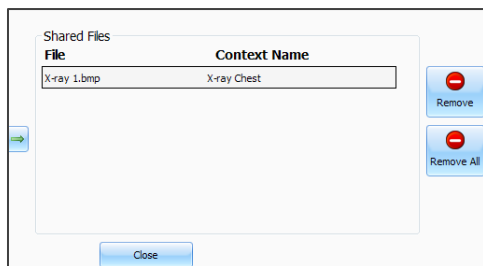 Shared Files
File Context Name
X-ray 1.bmp X-ray Chest
Remove
Remove All
Close